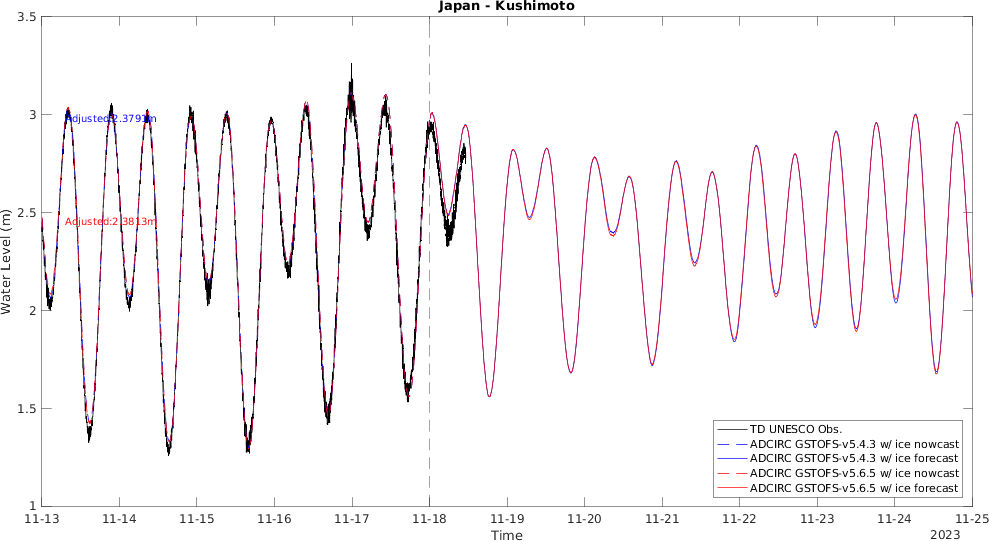 Japan - Kushimoto
3.5
3
2.5
2
1.5
1
Water Level (m)
Adjusted:2.3791m
Adjusted:2.3813m
TD UNESCO Obs.
ADCIRC GSTOFS-v5.4.3 w/ ice nowcast
ADCIRC GSTOFS-v5.4.3 w/ ice forecast
ADCIRC GSTOFS-v5.6.5 w/ ice nowcast
ADCIRC GSTOFS-v5.6.5 w/ ice forecast
11-13 11-14 11-15 11-16 11-17 11-18 11-19 11-20 11-21 11-22 11-23 11-24 11-25
Time
2023